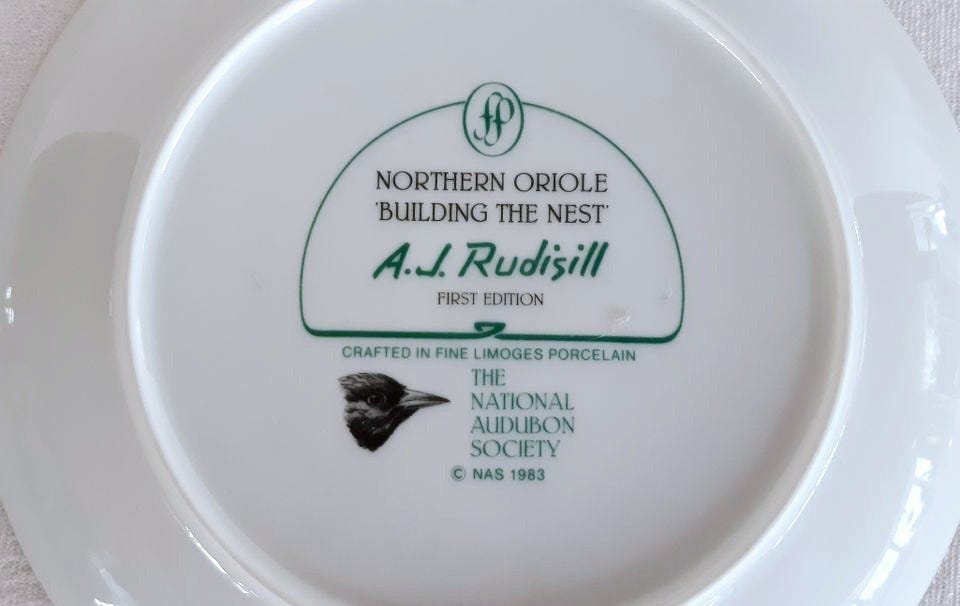 fp
NORTHERN ORIOLE
'BUILDING THE NEST'
A.J. Rudisill
FIRST EDITION
CRAFTED IN FINE LIMOGES PORCELAIN
THE
NATIONAL
AUDUBON
SOCIETY
© NAS 1983